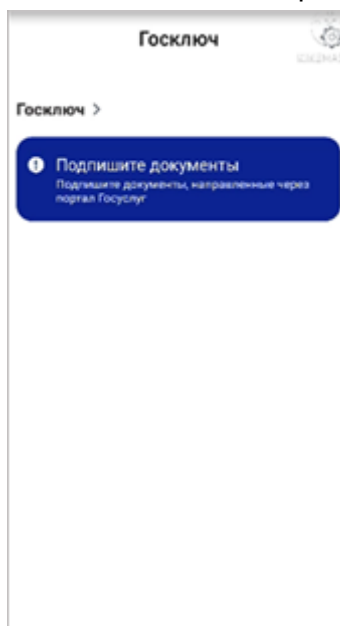 Госключ
Госключ >
Подпишите документы
Подпишите документы, направленные через
портал Госуслуг